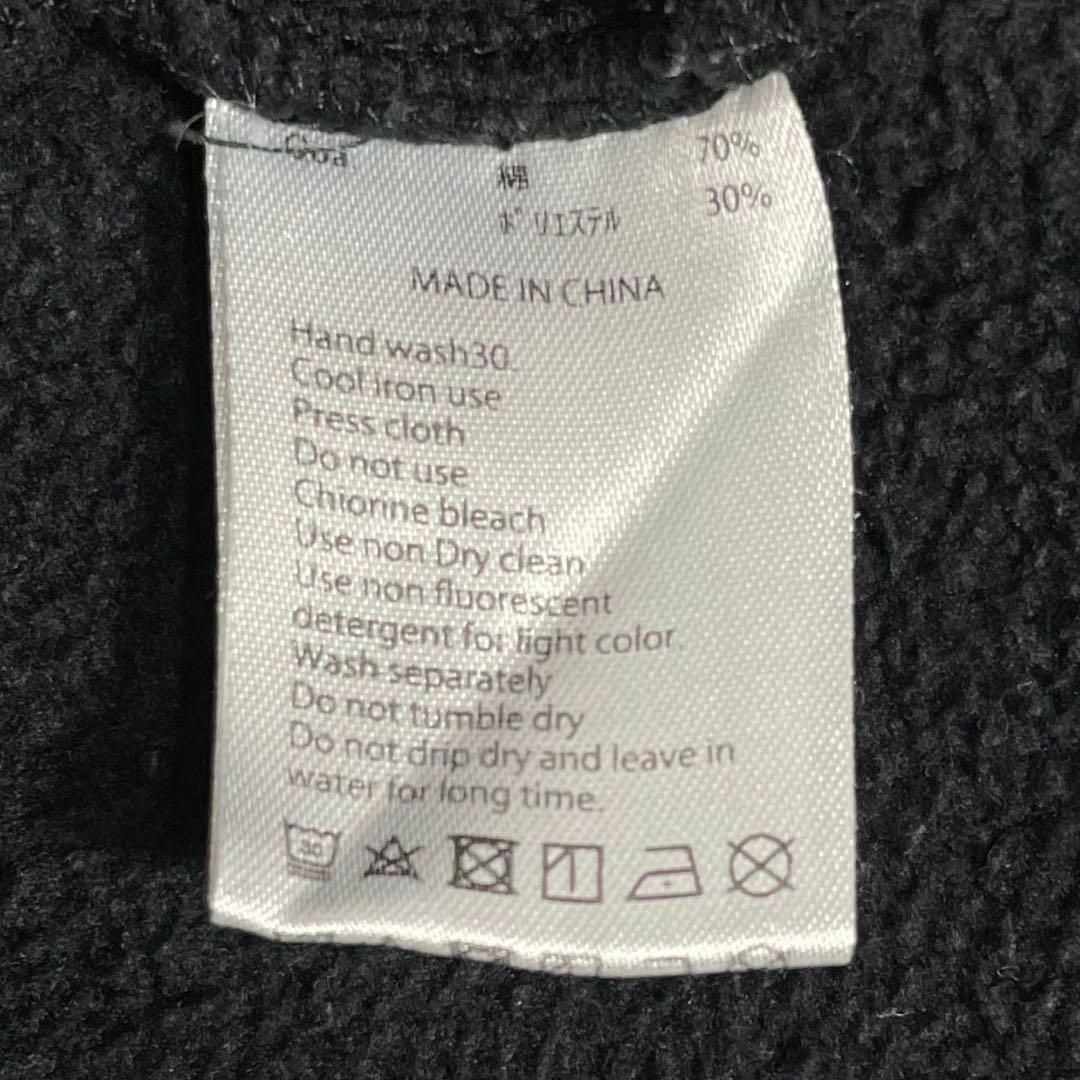 綿 70%
ポリエステル 30%
MADE IN CHINA
Hand wash30.
Cool iron use
Press cloth
Do not use
Chlorine bleach
Use non Dry clean
Use non fluorescent
detergent for light color
Wash separately
Do not tumble dry
Do not drip dry and leave in
water for long time.
30